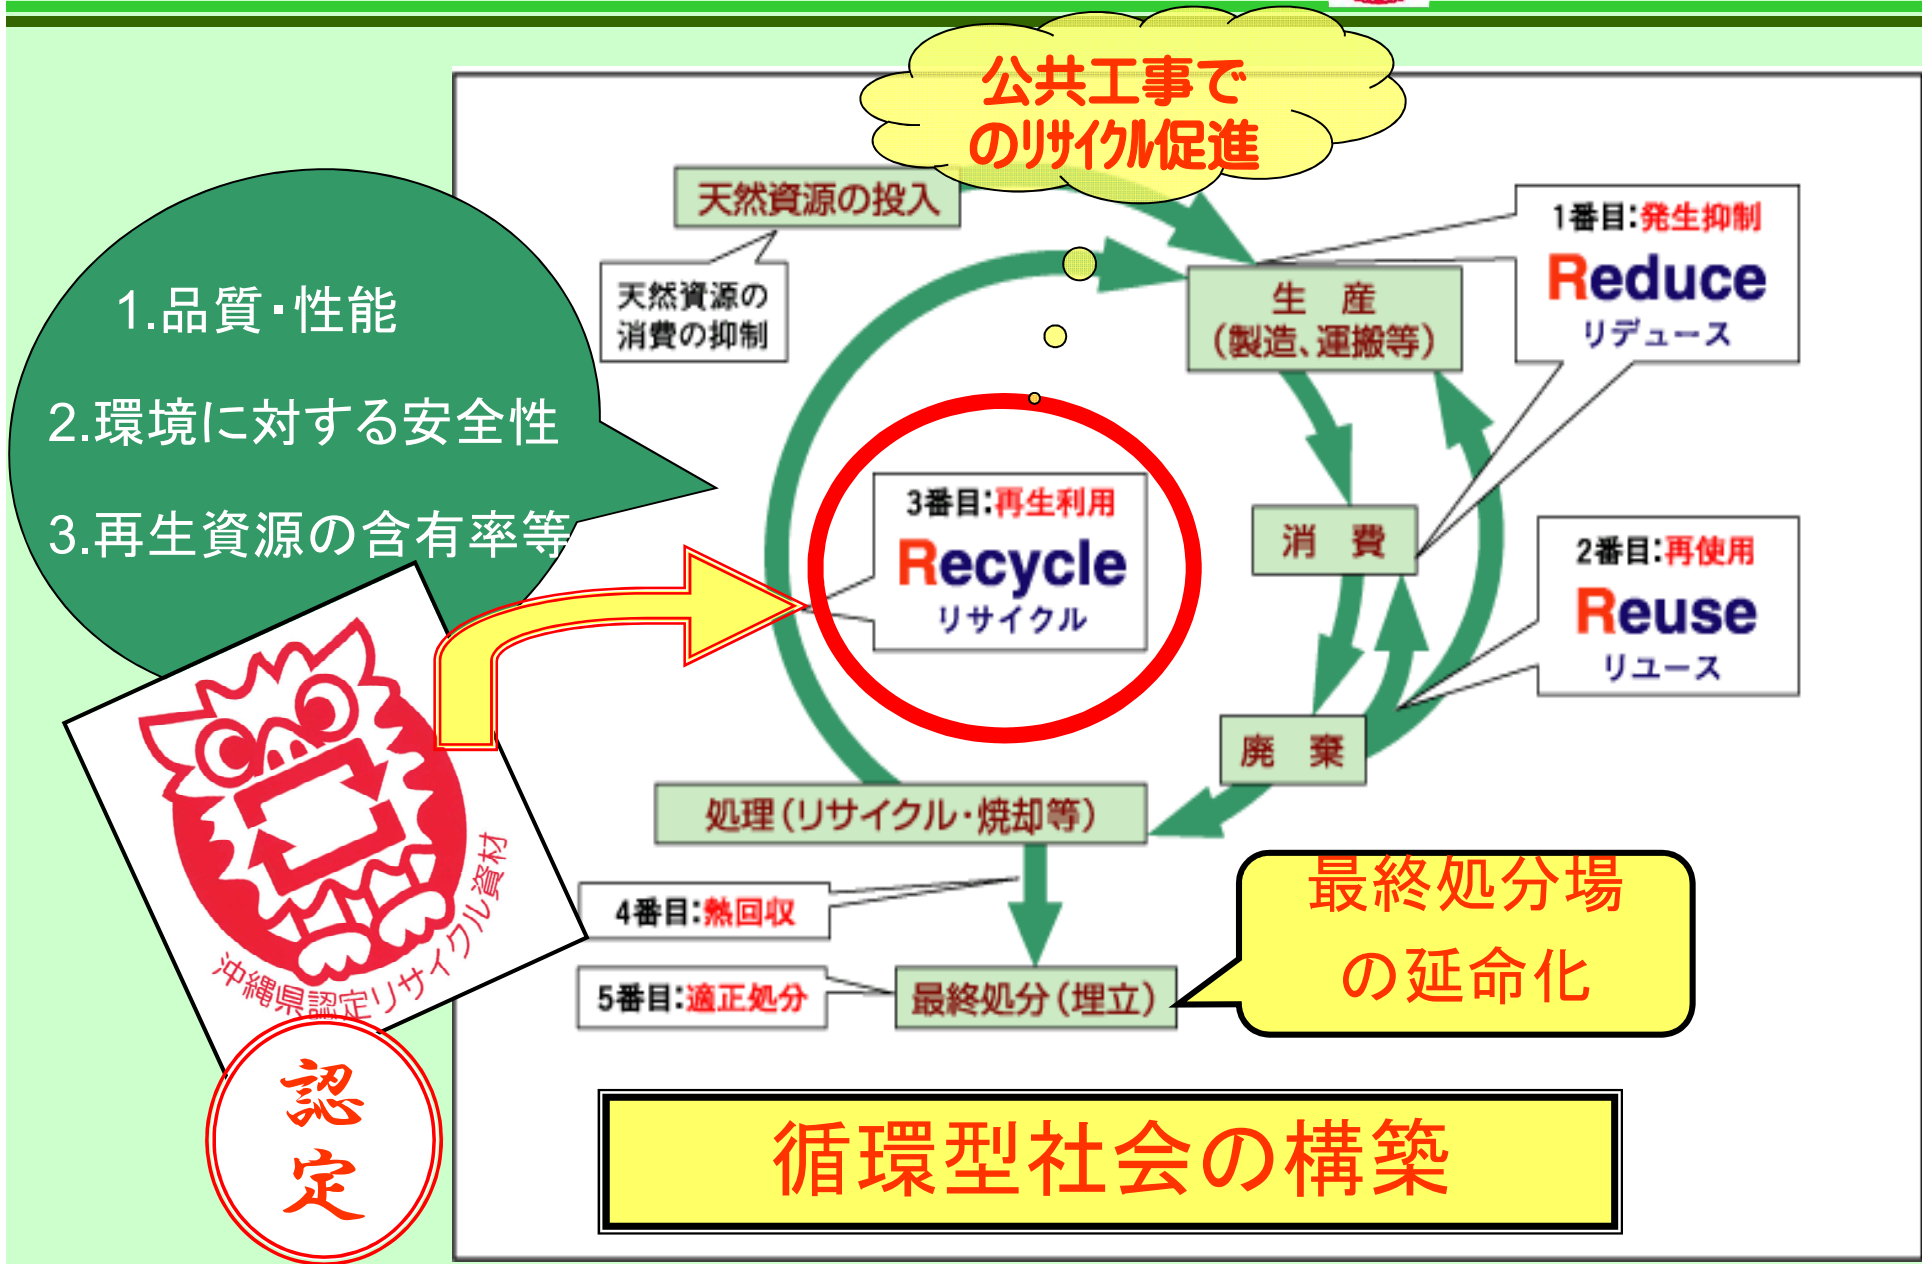 公共工事で
のリサイクル促進
天然資源の投入
天然資源の
消費の抑制
1番目:発生抑制
Reduce
リデュース
生 産
(製造、運搬等)
1.品質・性能
2.環境に対する安全性
3.再生資源の含有率等
3番目:再生利用
Recycle
リサイクル
消 費
2番目:再使用
Reuse
リユース
廃 棄
処理(リサイクル・焼却等)
4番目:熱回収
5番目:適正処分
最終処分(埋立)
最終処分場
の延命化
沖縄県認定リサイクル資材
認
定
循環型社会の構築